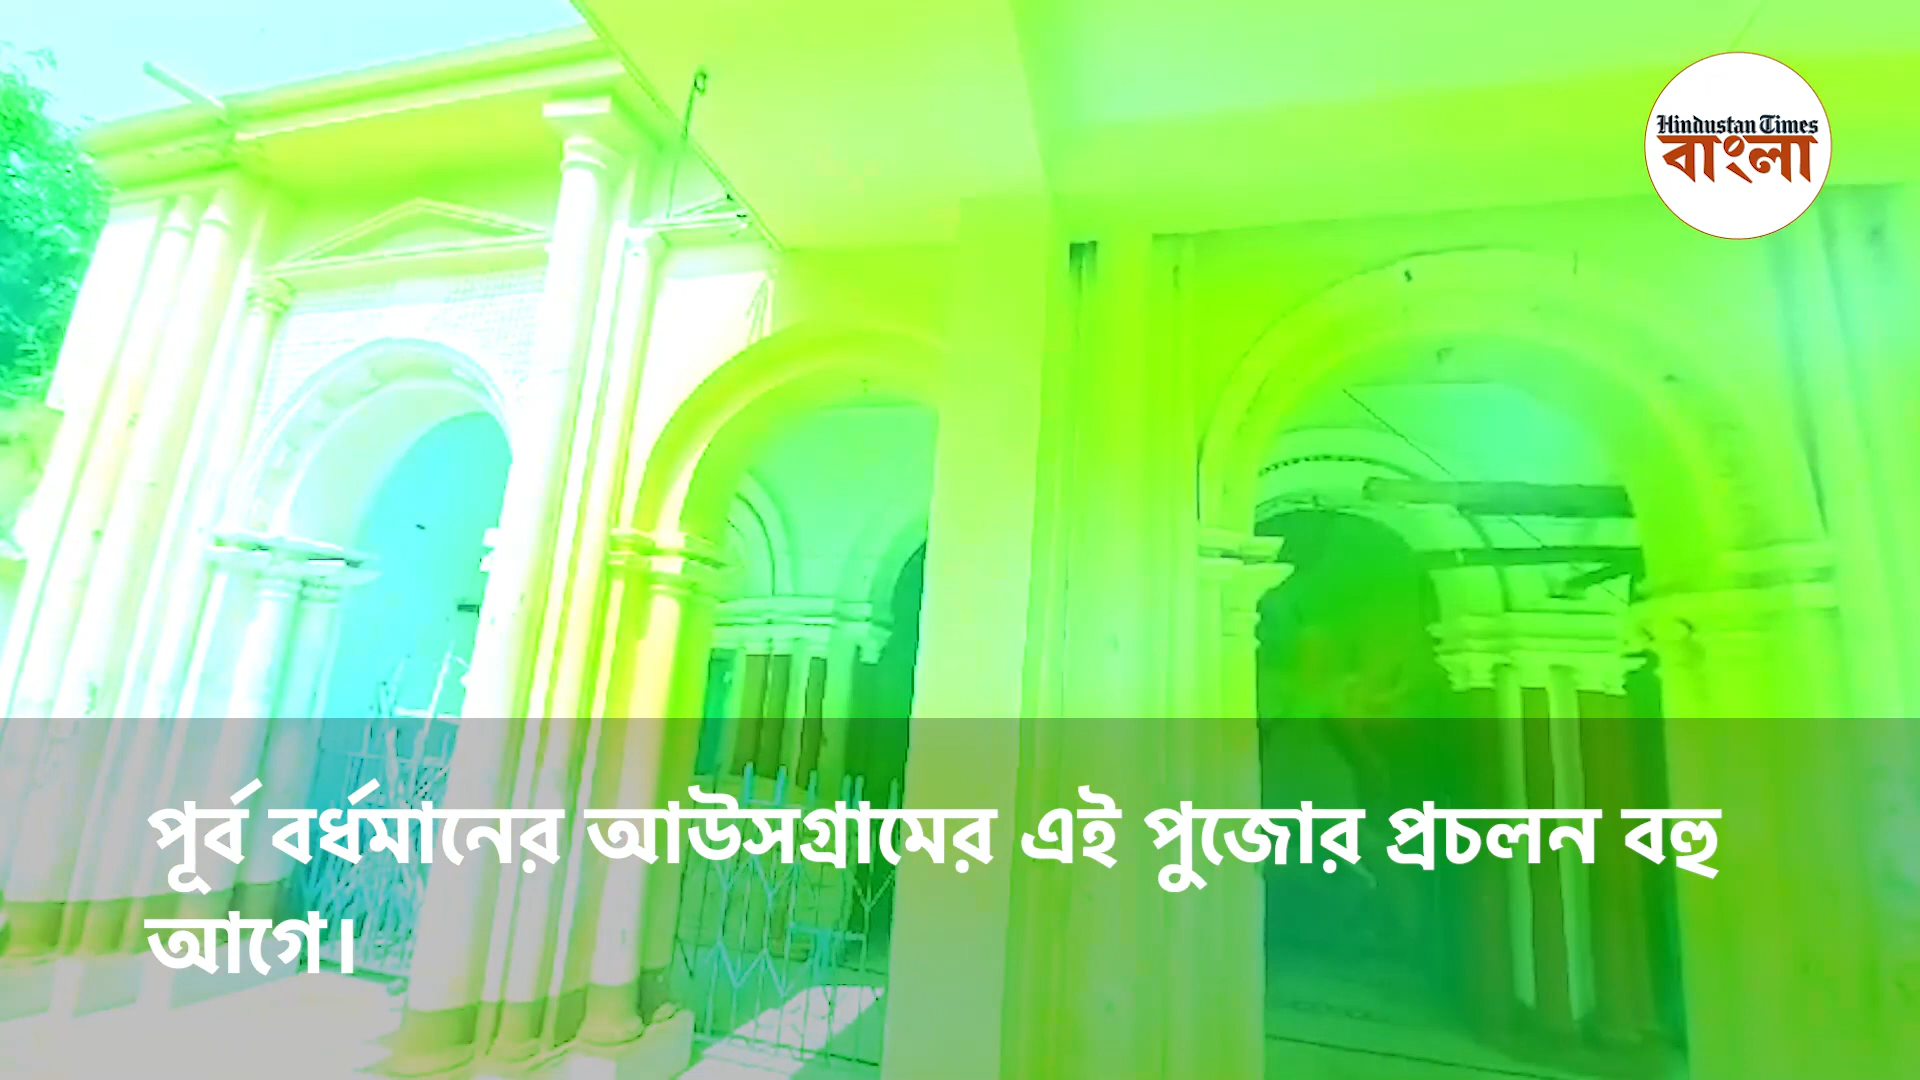 Hindustan Times
বাংলা
পূর্ব বর্ধমানের আউসগ্রামের এই পুজোর প্রচলন বহু
আগে।